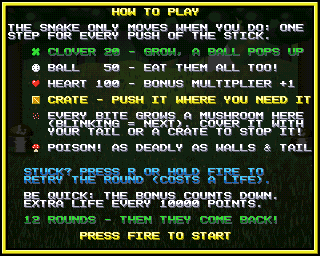 HOW TO PLAY
THE SNAKE ONLY MOVES WHEN YOU DO: ONE
STEP FOR EVERY PUSH OF THE STICK.
CLOVER 20 - GROW, A BALL POPS UP
BALL 50 - EAT THEM ALL TOO!
HEART 100 - BONUS MULTIPLIER +1
CRATE - PUSH IT WHERE YOU NEED IT
EVERY BITE GROWS A MUSHROOM HERE
(BLINKING = NEXT). COVER IT WITH
YOUR TAIL OR A CRATE TO STOP IT!
POISON! AS DEADLY AS WALLS & TAIL
STUCK? PRESS R OR HOLD FIRE TO
RETRY THE ROUND (COSTS A LIFE).
BE QUICK! THE BONUS COUNTS DOWN.
EXTRA LIFE EVERY 10000 POINTS.
12 ROUNDS - THEN THEY COME BACK!
PRESS FIRE TO START